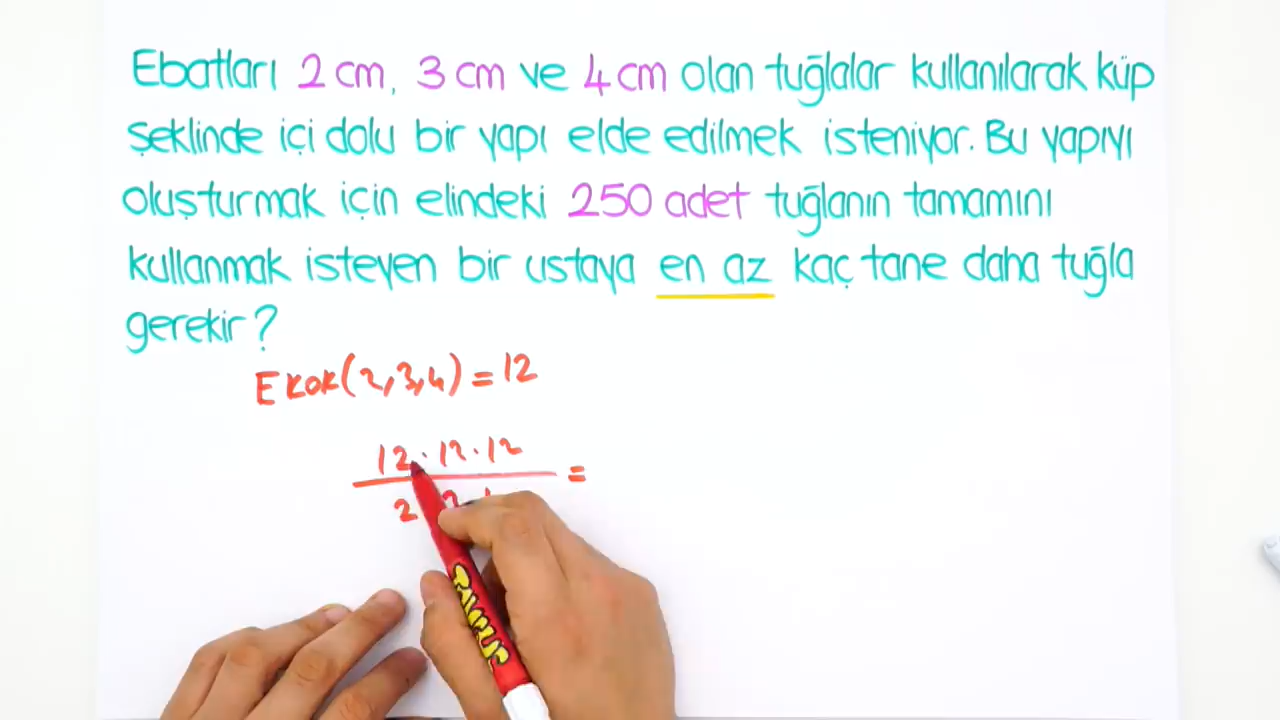 Ebatları 2 cm, 3 cm ve 4 cm olan tuğlalar kullanılarak küp
şeklinde içi dolu bir yapı elde edilmek isteniyor. Bu yapıyı
oluşturmak için elindeki 250 adet tuğlanın tamamını
kullanmak isteyen bir ustaya en az kaç tane daha tuğla
gerekir?
Ekok(2,3,4)=12
12·12·12 =
2